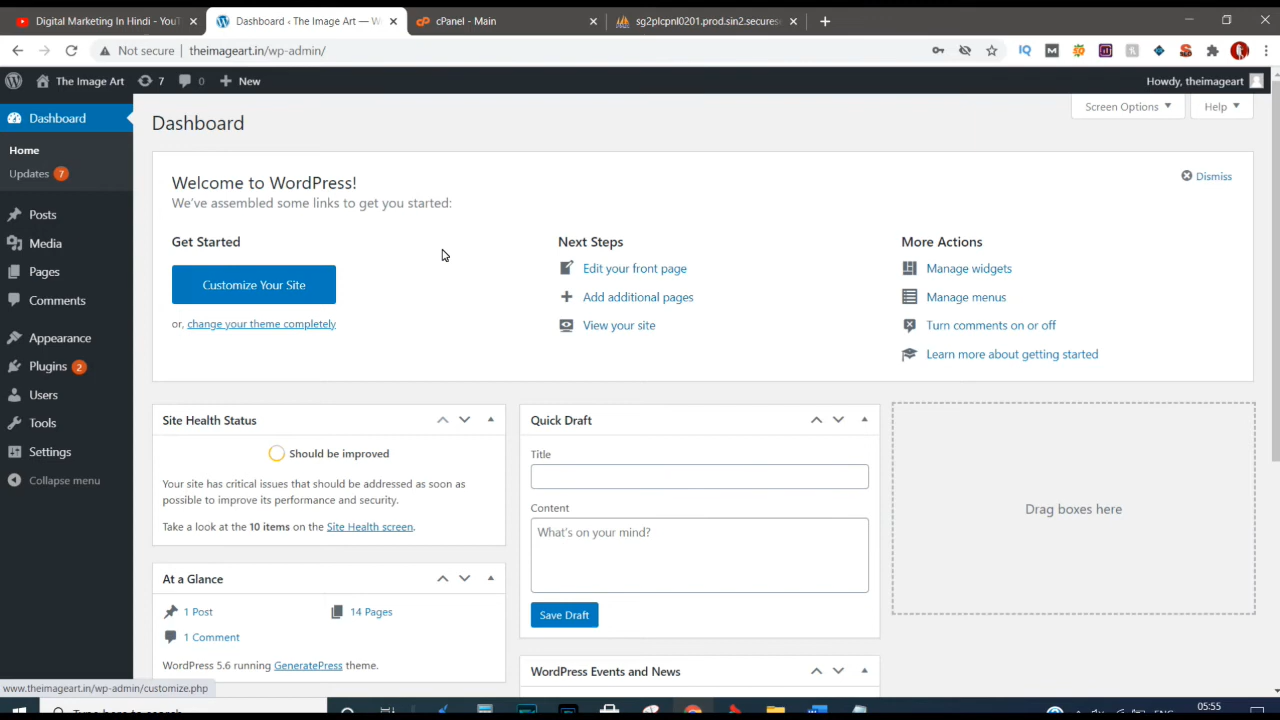 Digital Marketing In Hindi - YouT
Dashboard ‹ The Image Art — W
cPanel - Main
sg2plcpnl0201.prod.sin2.secures
Not secure | theimageart.in/wp-admin/
The Image Art 7 0 New
Howdy, theimageart
Screen Options
Help
Dashboard
Home
Updates 7
Posts
Media
Pages
Comments
Appearance
Plugins 2
Users
Tools
Settings
Collapse menu
Dashboard
Welcome to WordPress!
We've assembled some links to get you started:
Dismiss
Get Started
Customize Your Site
or, change your theme completely
Next Steps
Edit your front page
Add additional pages
View your site
More Actions
Manage widgets
Manage menus
Turn comments on or off
Learn more about getting started
Site Health Status
Should be improved
Your site has critical issues that should be addressed as soon as
possible to improve its performance and security.
Take a look at the 10 items on the Site Health screen.
At a Glance
1 Post
14 Pages
1 Comment
WordPress 5.6 running GeneratePress theme.
Quick Draft
Title
Content
What's on your mind?
Save Draft
WordPress Events and News
Drag boxes here
www.theimageart.in/wp-admin/customize.php
05:55